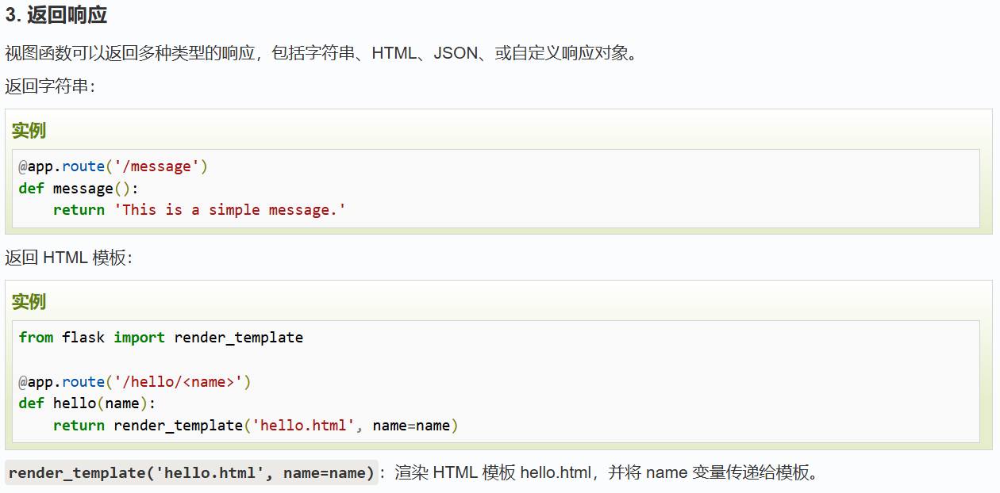 3. 返回响应
视图函数可以返回多种类型的响应，包括字符串、HTML、JSON、或自定义响应对象。
返回字符串：
实例
@app.route('/message')
def message():
    return 'This is a simple message.'
返回 HTML 模板：
实例
from flask import render_template
@app.route('/hello/<name>')
def hello(name):
    return render_template('hello.html', name=name)
render_template('hello.html', name=name)：渲染 HTML 模板 hello.html，并将 name 变量传递给模板。